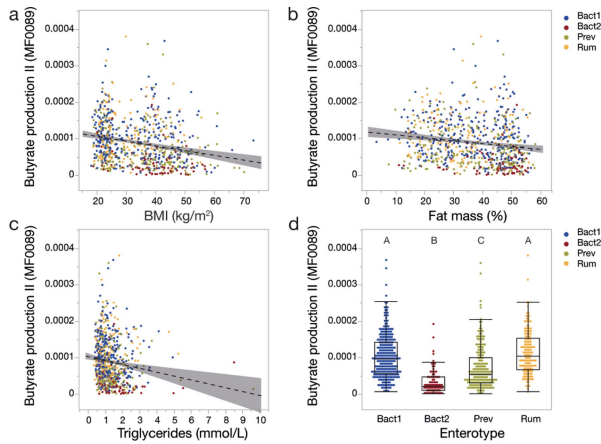 a
Butyrate production II (MF0089)
0.0004
0.0003
0.0002
0.0001
0
20 30 40 50 60 70
BMI (kg/m²)
b
Butyrate production II (MF0089)
0.0004
0.0003
0.0002
0.0001
0
0 10 20 30 40 50 60
Fat mass (%)
Bact1
Bact2
Prev
Rum
c
Butyrate production II (MF0089)
0.0004
0.0003
0.0002
0.0001
0
0 1 2 3 4 5 6 7 8 9 10
Triglycerides (mmol/L)
d
Butyrate production II (MF0089)
0.0004
0.0003
0.0002
0.0001
0
A B C A
Bact1 Bact2 Prev Rum
Enterotype
Bact1
Bact2
Prev
Rum